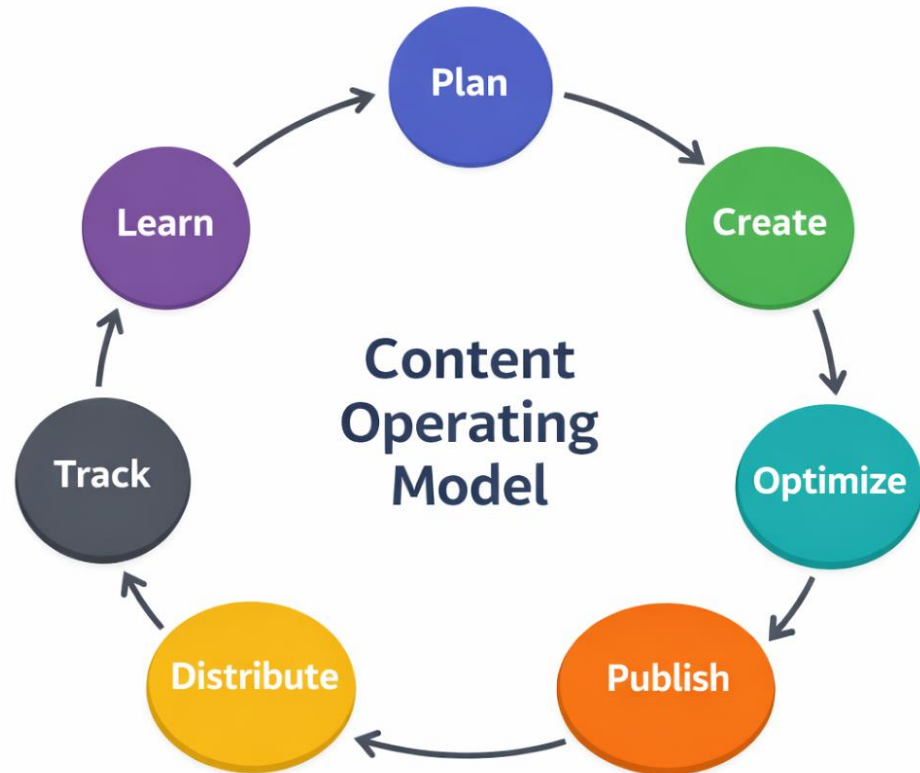 Plan
Create
Optimize
Publish
Distribute
Track
Learn
Content
Operating
Model